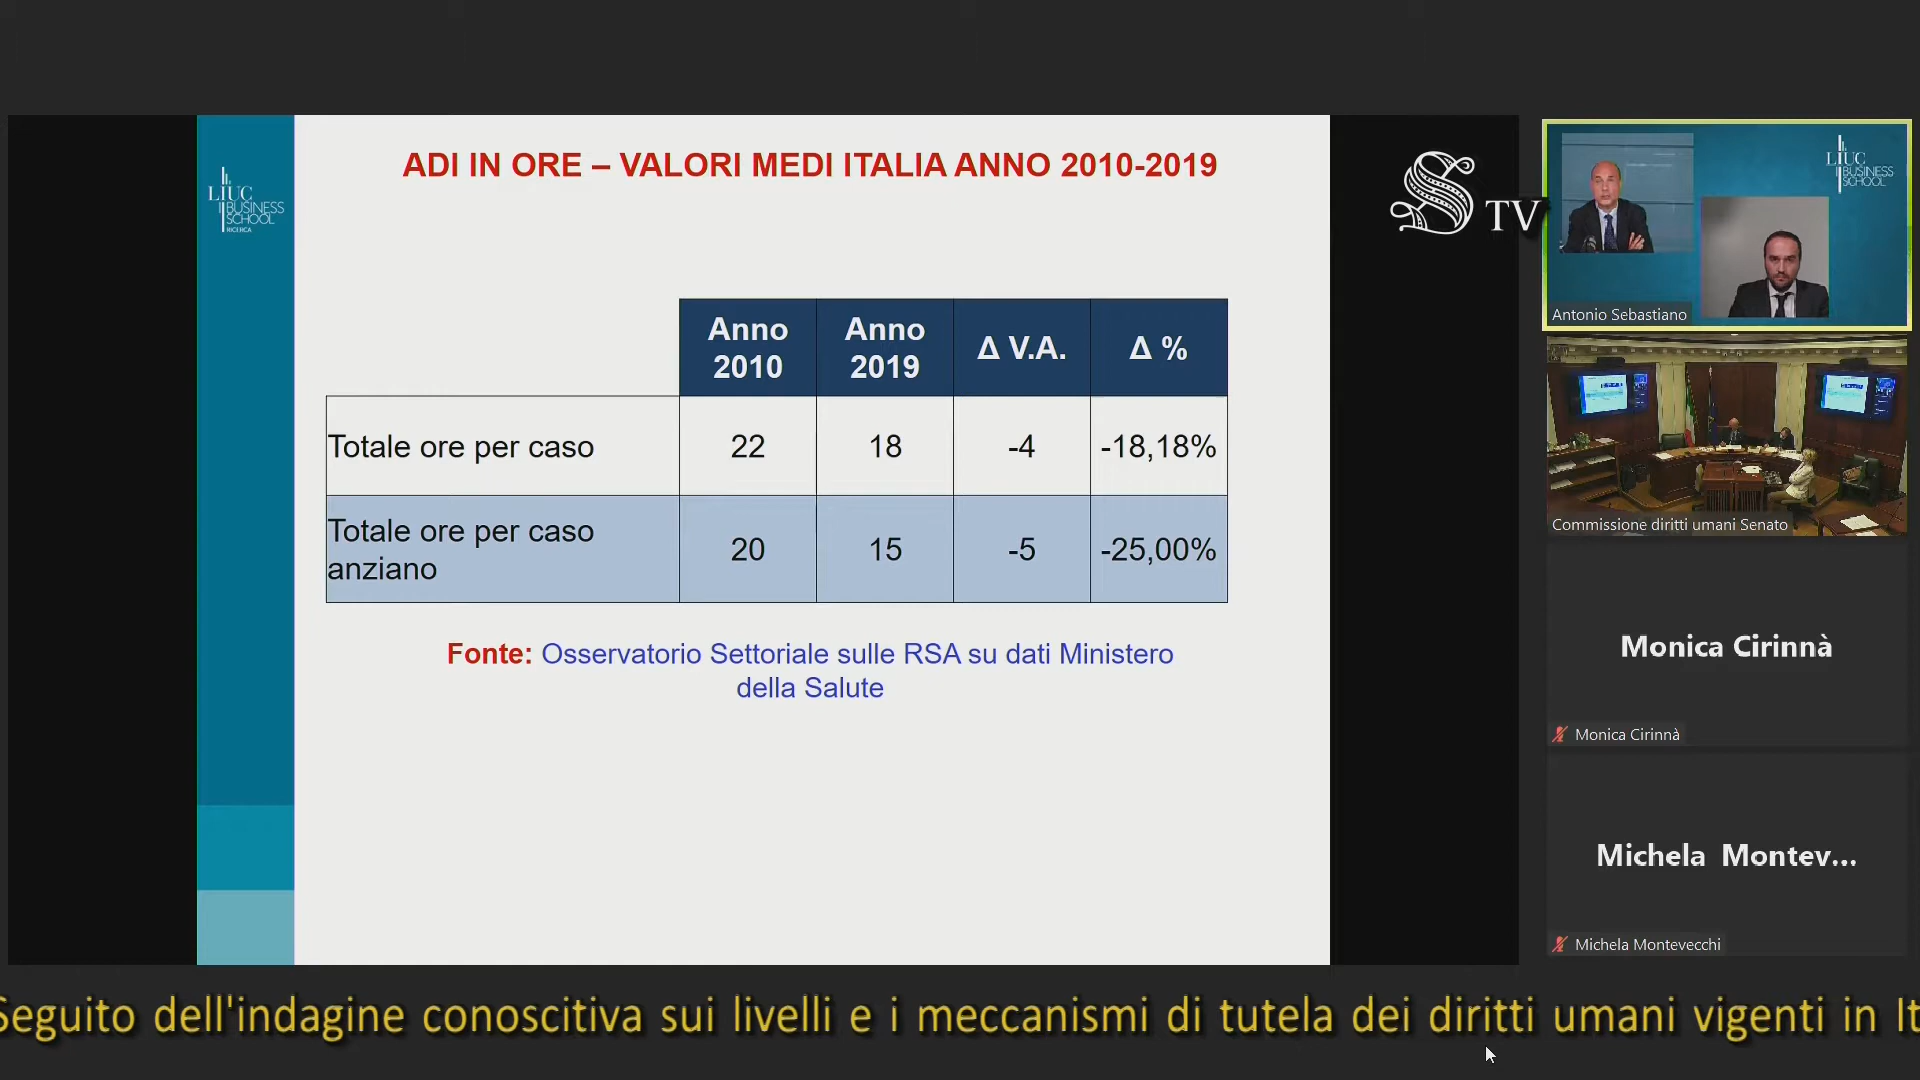 ADI IN ORE – VALORI MEDI ITALIA ANNO 2010-2019
LIUC
BUSINESS
SCHOOL
RICERCA
Anno
2010
Anno
2019
Δ V.A.
Δ %
Totale ore per caso
22
18
-4
-18,18%
Totale ore per caso
anziano
20
15
-5
-25,00%
Fonte: Osservatorio Settoriale sulle RSA su dati Ministero
della Salute
S TV
LIUC
BUSINESS
SCHOOL
Antonio Sebastiano
Commissione diritti umani Senato
Monica Cirinnà
Monica Cirinnà
Michela Montev...
Michela Montevecchi
Seguito dell'indagine conoscitiva sui livelli e i meccanismi di tutela dei diritti umani vigenti in It